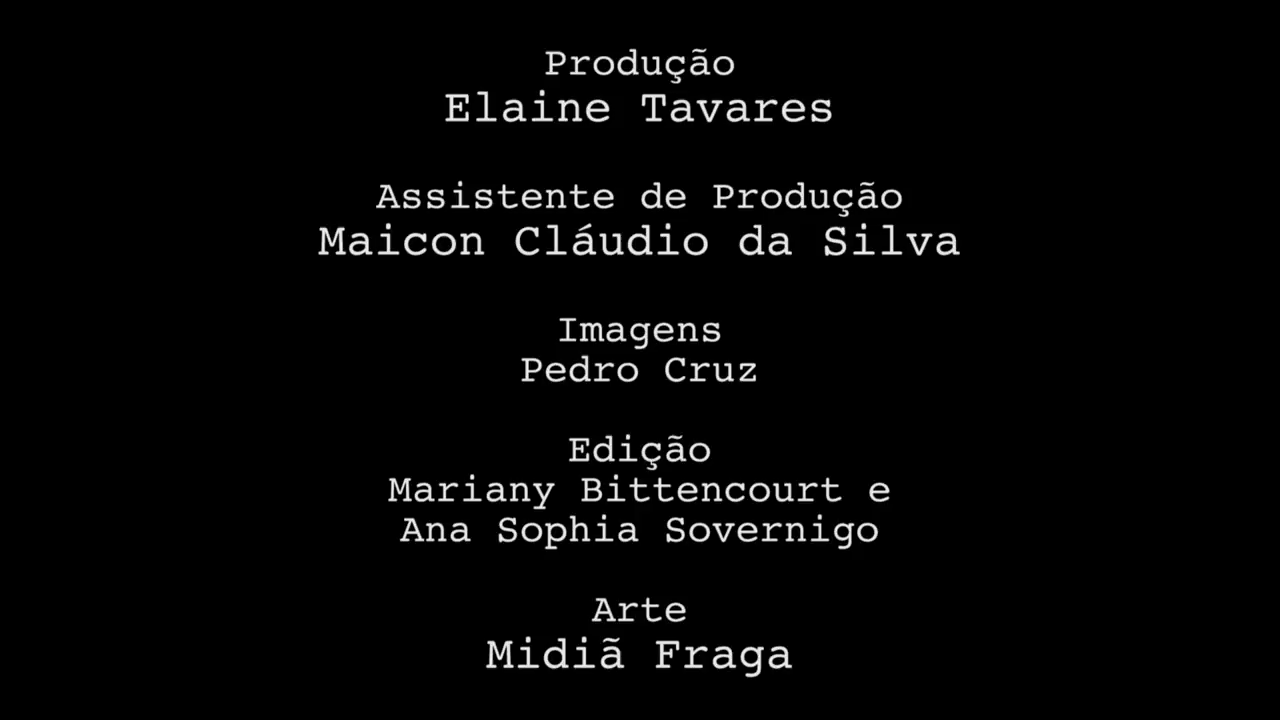 Produção
Elaine Tavares
Assistente de Produção
Maicon Cláudio da Silva
Imagens
Pedro Cruz
Edição
Mariany Bittencourt e
Ana Sophia Sovernigo
Arte
Midiã Fraga